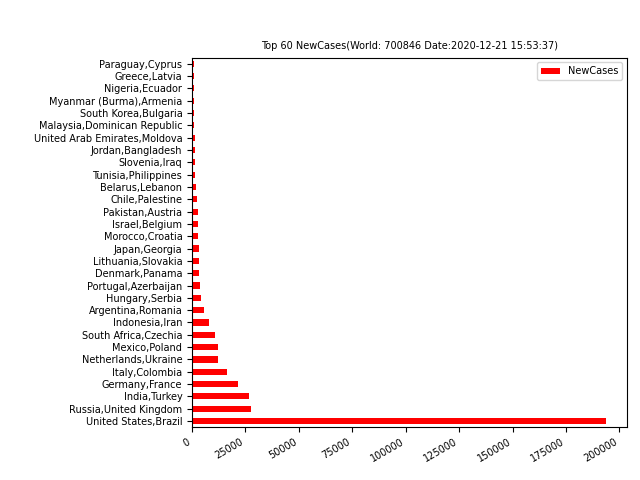 Top 60 NewCases(World: 700846 Date:2020-12-21 15:53:37)
NewCases
Paraguay,Cyprus
Greece,Latvia
Nigeria,Ecuador
Myanmar (Burma),Armenia
South Korea,Bulgaria
Malaysia,Dominican Republic
United Arab Emirates,Moldova
Jordan,Bangladesh
Slovenia,Iraq
Tunisia,Philippines
Belarus,Lebanon
Chile,Palestine
Pakistan,Austria
Israel,Belgium
Morocco,Croatia
Japan,Georgia
Lithuania,Slovakia
Denmark,Panama
Portugal,Azerbaijan
Hungary,Serbia
Argentina,Romania
Indonesia,Iran
South Africa,Czechia
Mexico,Poland
Netherlands,Ukraine
Italy,Colombia
Germany,France
India,Turkey
Russia,United Kingdom
United States,Brazil
0 25000 50000 75000 100000 125000 150000 175000 200000